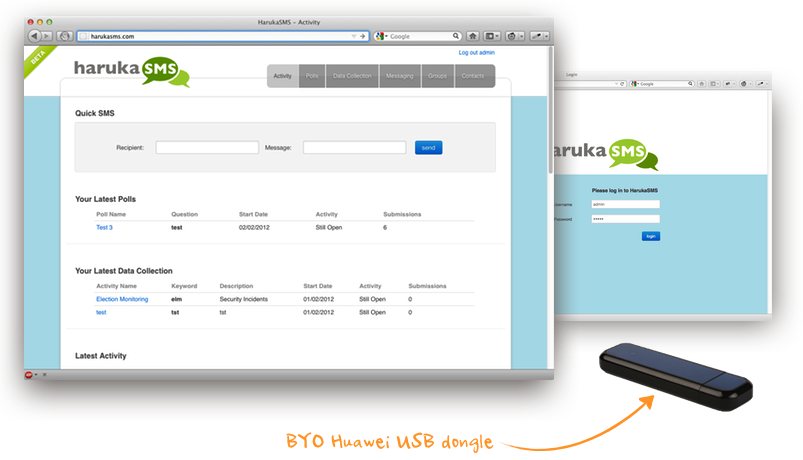 HarukaSMS – Activity
harukasms.com
Google
BETA
Log out admin
haruka SMS
Activity
Polls
Data Collection
Messaging
Groups
Contacts
Quick SMS
Recipient:
Message:
send
Your Latest Polls
Poll Name Question Start Date Activity Submissions
Test 3 test 02/02/2012 Still Open 6
Your Latest Data Collection
Activity Name Keyword Description Start Date Activity Submissions
Election Monitoring elm Security Incidents 01/02/2012 Still Open 0
test tst tst 01/02/2012 Still Open 0
Latest Activity
Login
Google
aruka SMS
Please log in to HarukaSMS
sername
admin
Password
•••••
login
BYO Huawei USB dongle